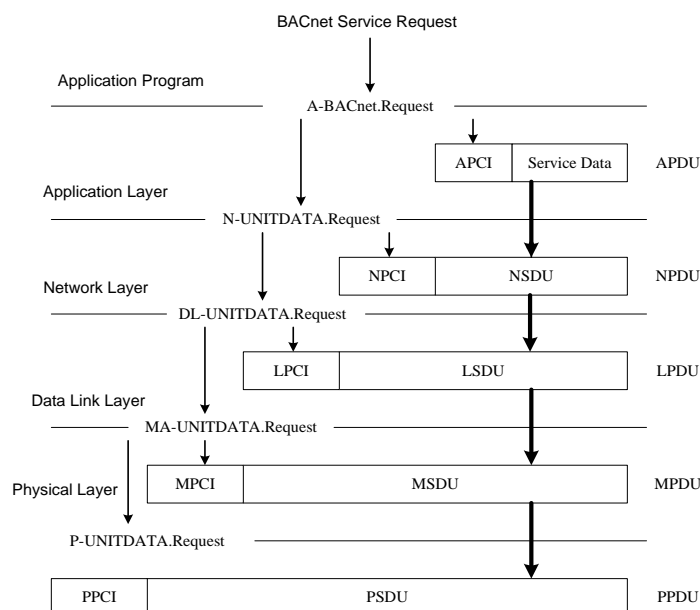 BACnet Service Request
Application Program
A-BACnet.Request
APCI Service Data APDU
Application Layer
N-UNITDATA.Request
NPCI NSDU NPDU
Network Layer
DL-UNITDATA.Request
LPCI LSDU LPDU
Data Link Layer
MA-UNITDATA.Request
MPCI MSDU MPDU
Physical Layer
P-UNITDATA.Request
PPCI PSDU PPDU